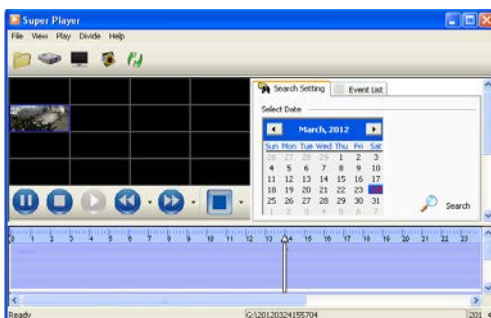 Super Player
File View Play Divide Help
Search Setting Event List
Select Date
March, 2012
Sun Mon Tue Wed Thu Fri Sat
26 27 28 29 1 2 3
4 5 6 7 8 9 10
11 12 13 14 15 16 17
18 19 20 21 22 23
25 26 27 28 29 30 31
1 2 3 4 5 6 7
Search
0 1 2 3 4 5 6 7 8 9 10 11 12 13 14 15 16 17 18 19 20 21 22 23
Ready G:\20120324155704 201